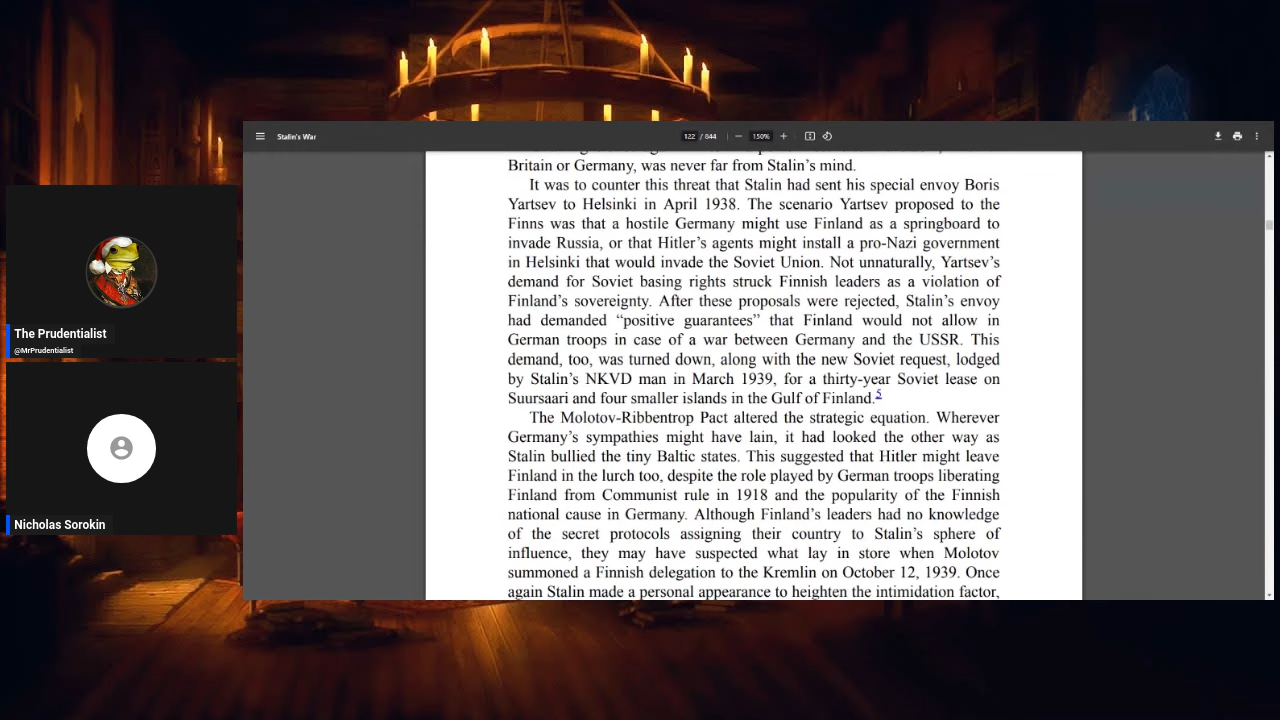 Stalin's War
122 / 844
150%
Britain or Germany, was never far from Stalin's mind.
It was to counter this threat that Stalin had sent his special envoy Boris
Yartsev to Helsinki in April 1938. The scenario Yartsev proposed to the
Finns was that a hostile Germany might use Finland as a springboard to
invade Russia, or that Hitler's agents might install a pro-Nazi government
in Helsinki that would invade the Soviet Union. Not unnaturally, Yartsev's
demand for Soviet basing rights struck Finnish leaders as a violation of
Finland's sovereignty. After these proposals were rejected, Stalin's envoy
had demanded “positive guarantees” that Finland would not allow in
German troops in case of a war between Germany and the USSR. This
demand, too, was turned down, along with the new Soviet request, lodged
by Stalin's NKVD man in March 1939, for a thirty-year Soviet lease on
Suursaari and four smaller islands in the Gulf of Finland.5
The Molotov-Ribbentrop Pact altered the strategic equation. Wherever
Germany's sympathies might have lain, it had looked the other way as
Stalin bullied the tiny Baltic states. This suggested that Hitler might leave
Finland in the lurch too, despite the role played by German troops liberating
Finland from Communist rule in 1918 and the popularity of the Finnish
national cause in Germany. Although Finland's leaders had no knowledge
of the secret protocols assigning their country to Stalin's sphere of
influence, they may have suspected what lay in store when Molotov
summoned a Finnish delegation to the Kremlin on October 12, 1939. Once
again Stalin made a personal appearance to heighten the intimidation factor,
The Prudentialist
@MrPrudentialist
Nicholas Sorokin